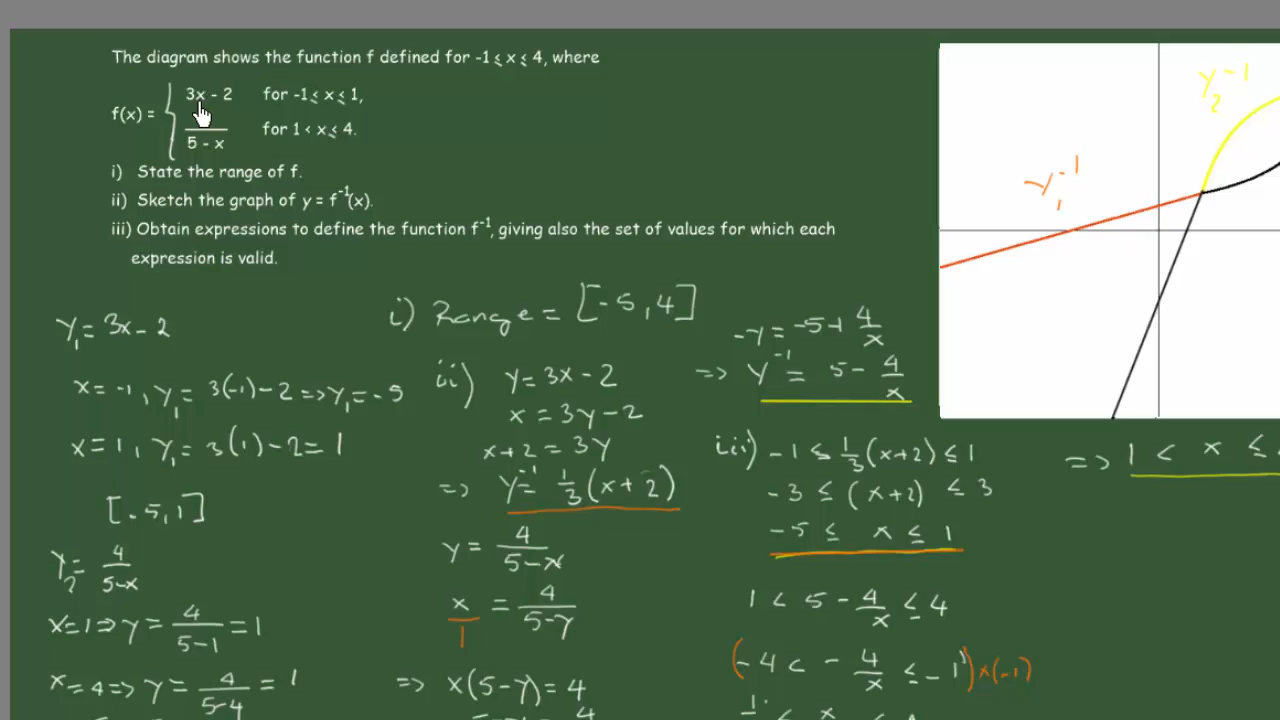 The diagram shows the function f defined for -1 ≤ x ≤ 4, where
f(x) = { 3x - 2 for -1 ≤ x ≤ 1,
5 - x for 1 < x ≤ 4.
i) State the range of f.
ii) Sketch the graph of y = f⁻¹(x).
iii) Obtain expressions to define the function f⁻¹, giving also the set of values for which each
expression is valid.
y₁ = 3x - 2
x = -1, y₁ = 3(-1) - 2 => y₁ = -5
x = 1, y₁ = 3(1) - 2 = 1
[-5, 1]
y₂ = 4/(5-x)
x=1 => y = 4/(5-1) = 1
x=4 => y = 4/(5-4) = 1
i) Range = [-5, 4]
ii) y = 3x - 2
x = 3y - 2
x+2 = 3y
=> y⁻¹ = 1/3 (x+2)
y = 4/(5-x)
x/1 = 4/(5-y)
=> x(5-y) = 4
-y = -5 + 4/x
=> y⁻¹ = 5 - 4/x
iii) -1 ≤ 1/3 (x+2) ≤ 1
-3 ≤ (x+2) ≤ 3
-5 ≤ x ≤ 1
1 < 5 - 4/x ≤ 4
(-4 < -4/x ≤ -1) x(-1)
=> 1 < x ≤
y₁⁻¹
y₂⁻¹